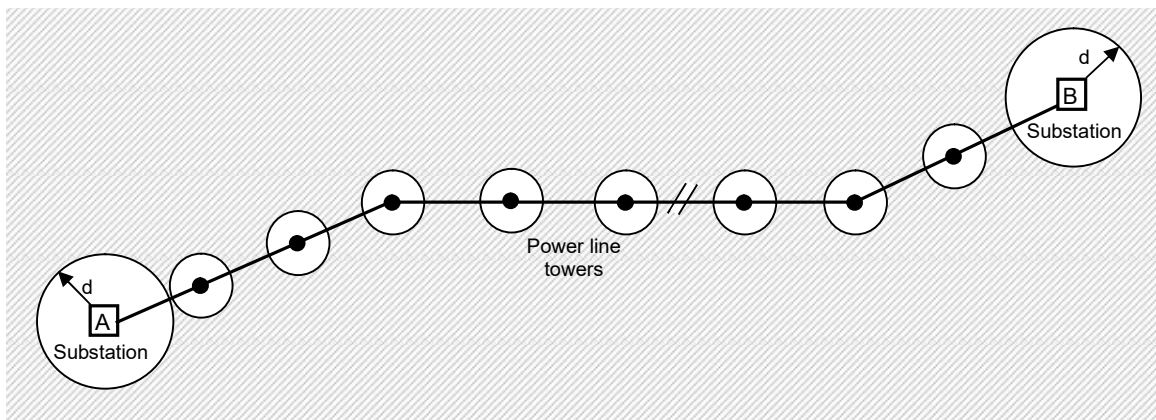 d
B
Substation
Power line
towers
d
A
Substation